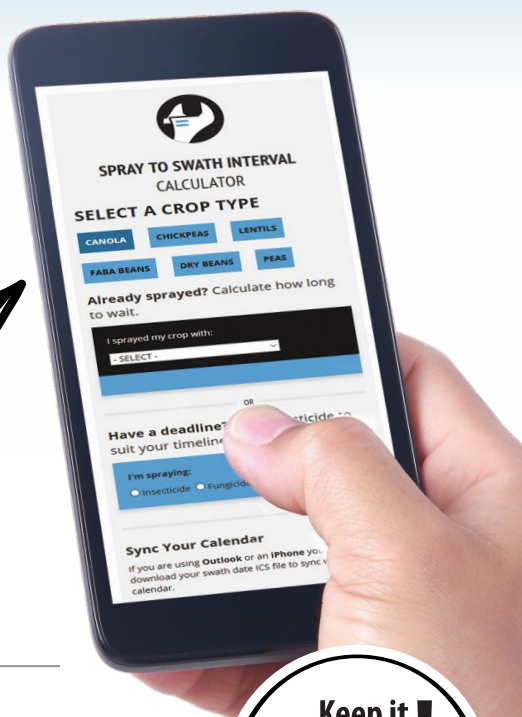 SPRAY TO SWATH INTERVAL
CALCULATOR
SELECT A CROP TYPE
CANOLA CHICKPEAS LENTILS
FABA BEANS DRY BEANS PEAS
Already sprayed? Calculate how long
to wait.
I sprayed my crop with:
- SELECT -
OR
Have a deadline? to
suit your timeline
I'm spraying:
Insecticide Fungicide
Sync Your Calendar
If you are using Outlook or an iPhone
download your swath date ICS file to sync
calendar.
Keep it